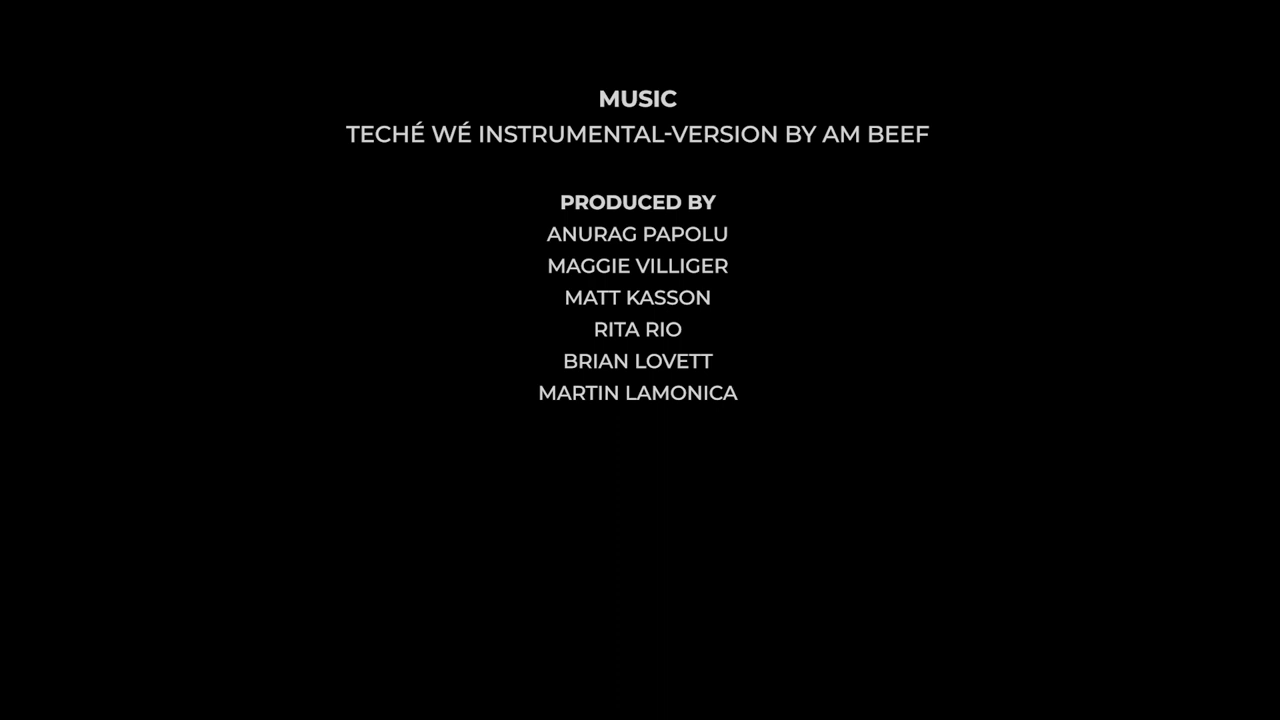 MUSIC
TECHÉ WÉ INSTRUMENTAL-VERSION BY AM BEEF
PRODUCED BY
ANURAG PAPOLU
MAGGIE VILLIGER
MATT KASSON
RITA RIO
BRIAN LOVETT
MARTIN LAMONICA